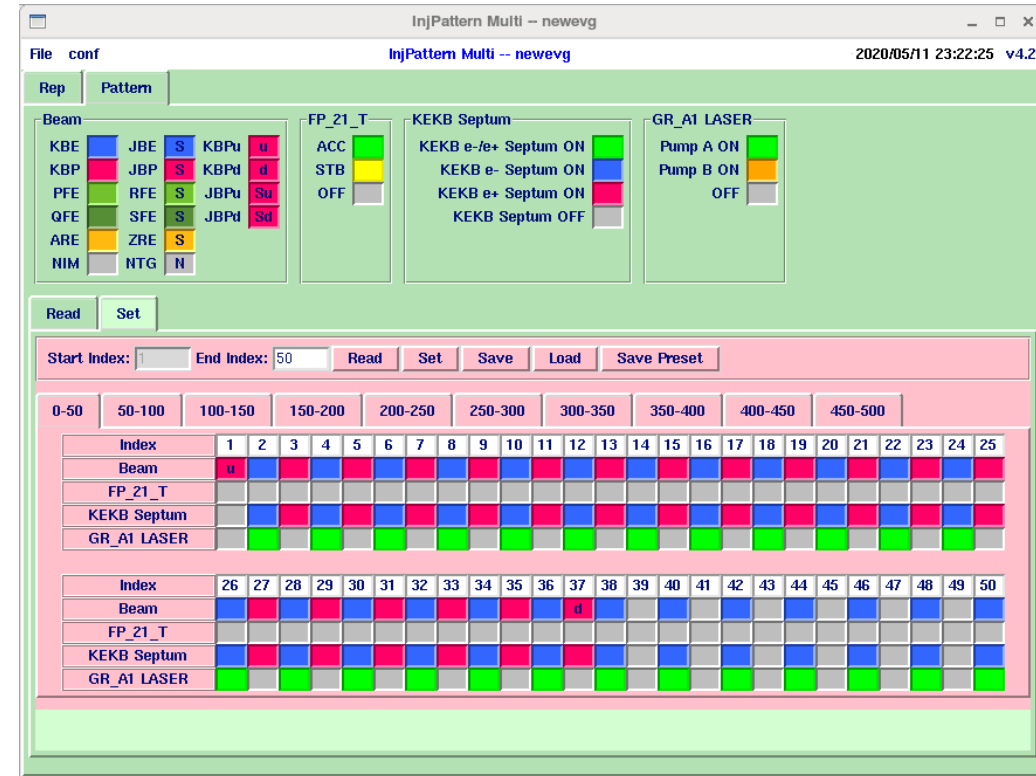 InjPattern Multi -- newevg
File conf InjPattern Multi -- newevg 2020/05/11 23:22:25 v4.2
Rep Pattern
Beam FP_21_T KEKB Septum GR_A1 LASER
KBE JBE S KBPu u ACC KEKB e-/e+ Septum ON Pump A ON
KBP JBP S KBPd d STB KEKB e- Septum ON Pump B ON
PFE RFE S JBPu Su OFF KEKB e+ Septum ON OFF
QFE SFE S JBPd Sd KEKB Septum OFF
ARE ZRE S
NIM NTG N
Read Set
Start Index: 1 End Index: 50 Read Set Save Load Save Preset
0-50 50-100 100-150 150-200 200-250 250-300 300-350 350-400 400-450 450-500
Index 1 2 3 4 5 6 7 8 9 10 11 12 13 14 15 16 17 18 19 20 21 22 23 24 25
Beam u
FP_21_T
KEKB Septum
GR_A1 LASER
Index 26 27 28 29 30 31 32 33 34 35 36 37 38 39 40 41 42 43 44 45 46 47 48 49 50
Beam d
FP_21_T
KEKB Septum
GR_A1 LASER